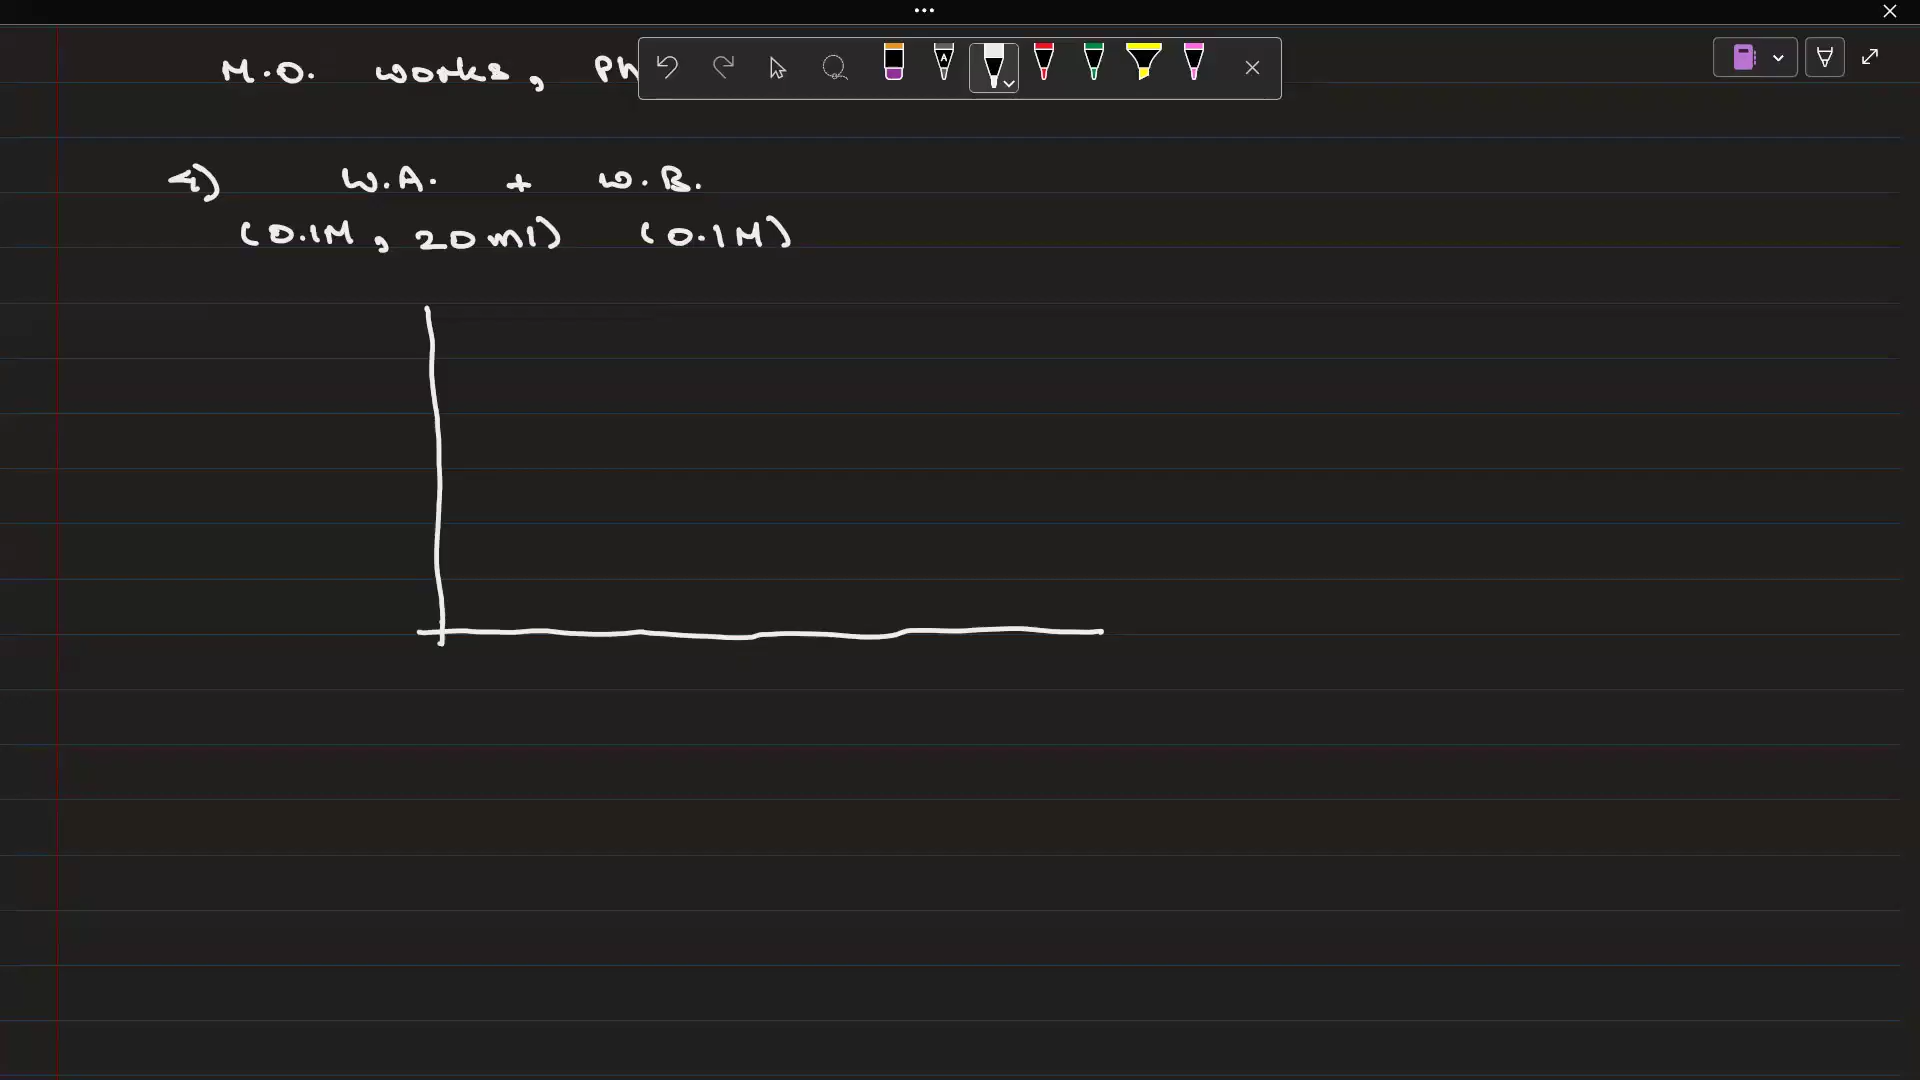 M.O. works, Ph
4) W.A. + W.B.
(0.1M, 20ml) (0.1M)